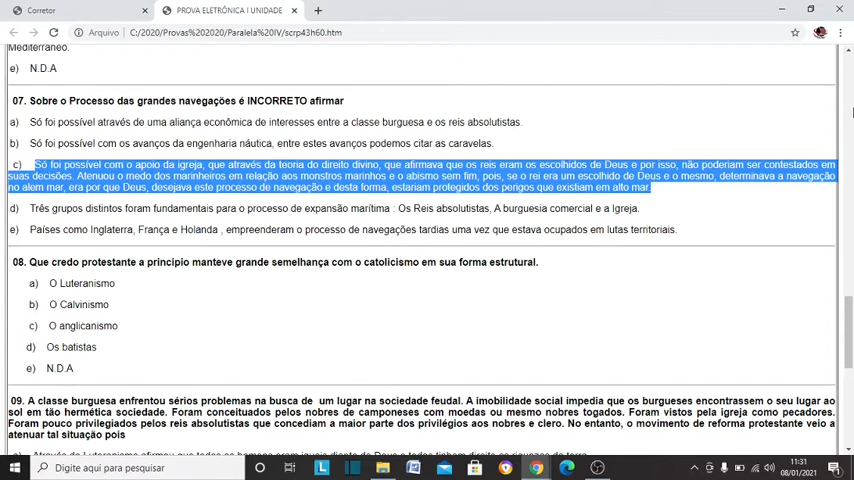 Corretor
PROVA ELETRÔNICA I UNIDADE
Arquivo | C:/2020/Provas%202020/Paralela%20IV/scrp43h60.htm
Mediterrâneo.
e) N.D.A
07. Sobre o Processo das grandes navegações é INCORRETO afirmar
a) Só foi possível através de uma aliança econômica de interesses entre a classe burguesa e os reis absolutistas.
b) Só foi possível com os avanços da engenharia náutica, entre estes avanços podemos citar as caravelas.
c) Só foi possível com o apoio da igreja, que através da teoria do direito divino, que afirmava que os reis eram os escolhidos de Deus e por isso, não poderiam ser contestados em
suas decisões. Atenuou o medo dos marinheiros em relação aos monstros marinhos e o abismo sem fim, pois, se o rei era um escolhido de Deus e o mesmo, determinava a navegação
no alem mar, era por que Deus, desejava este processo de navegação e desta forma, estariam protegidos dos perigos que existiam em alto mar.
d) Três grupos distintos foram fundamentais para o processo de expansão marítima : Os Reis absolutistas, A burguesia comercial e a Igreja.
e) Países como Inglaterra, França e Holanda , empreenderam o processo de navegações tardias uma vez que estava ocupados em lutas territoriais.
08. Que credo protestante a principio manteve grande semelhança com o catolicismo em sua forma estrutural.
a) O Luteranismo
b) O Calvinismo
c) O anglicanismo
d) Os batistas
e) N.D.A
09. A classe burguesa enfrentou sérios problemas na busca de um lugar na sociedade feudal. A imobilidade social impedia que os burgueses encontrassem o seu lugar ao
sol em tão hermética sociedade. Foram conceituados pelos nobres de camponeses com moedas ou mesmo nobres togados. Foram vistos pela igreja como pecadores.
Foram pouco privilegiados pelos reis absolutistas que concediam a maior parte dos privilégios aos nobres e clero. No entanto, o movimento de reforma protestante veio a
atenuar tal situação pois
Digite aqui para pesquisar
11:31
08/01/2021